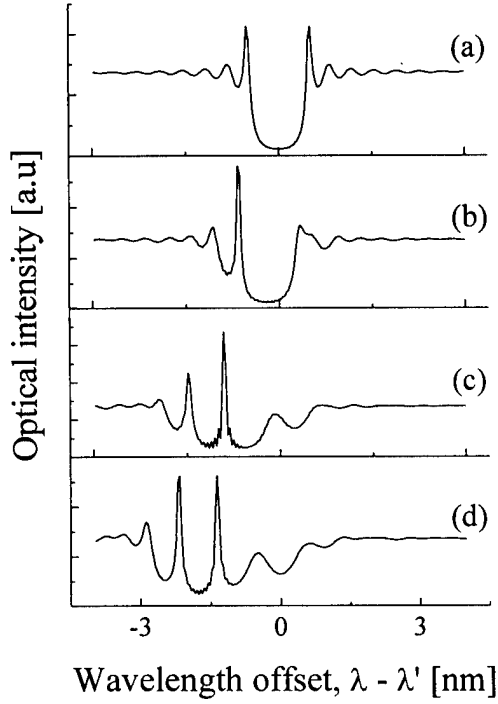 (a)
(b)
(c)
(d)
Optical intensity [a.u]
-3 0 3
Wavelength offset, λ - λ' [nm]